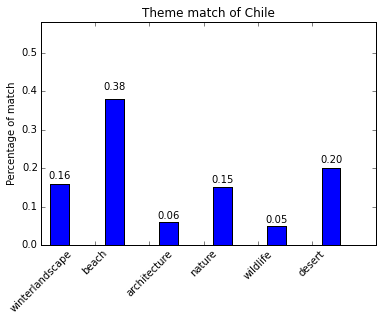 Theme match of Chile
Percentage of match
0.5
0.4
0.3
0.2
0.1
0.0
0.16
0.38
0.06
0.15
0.05
0.20
winterlandscape
beach
architecture
nature
wildlife
desert